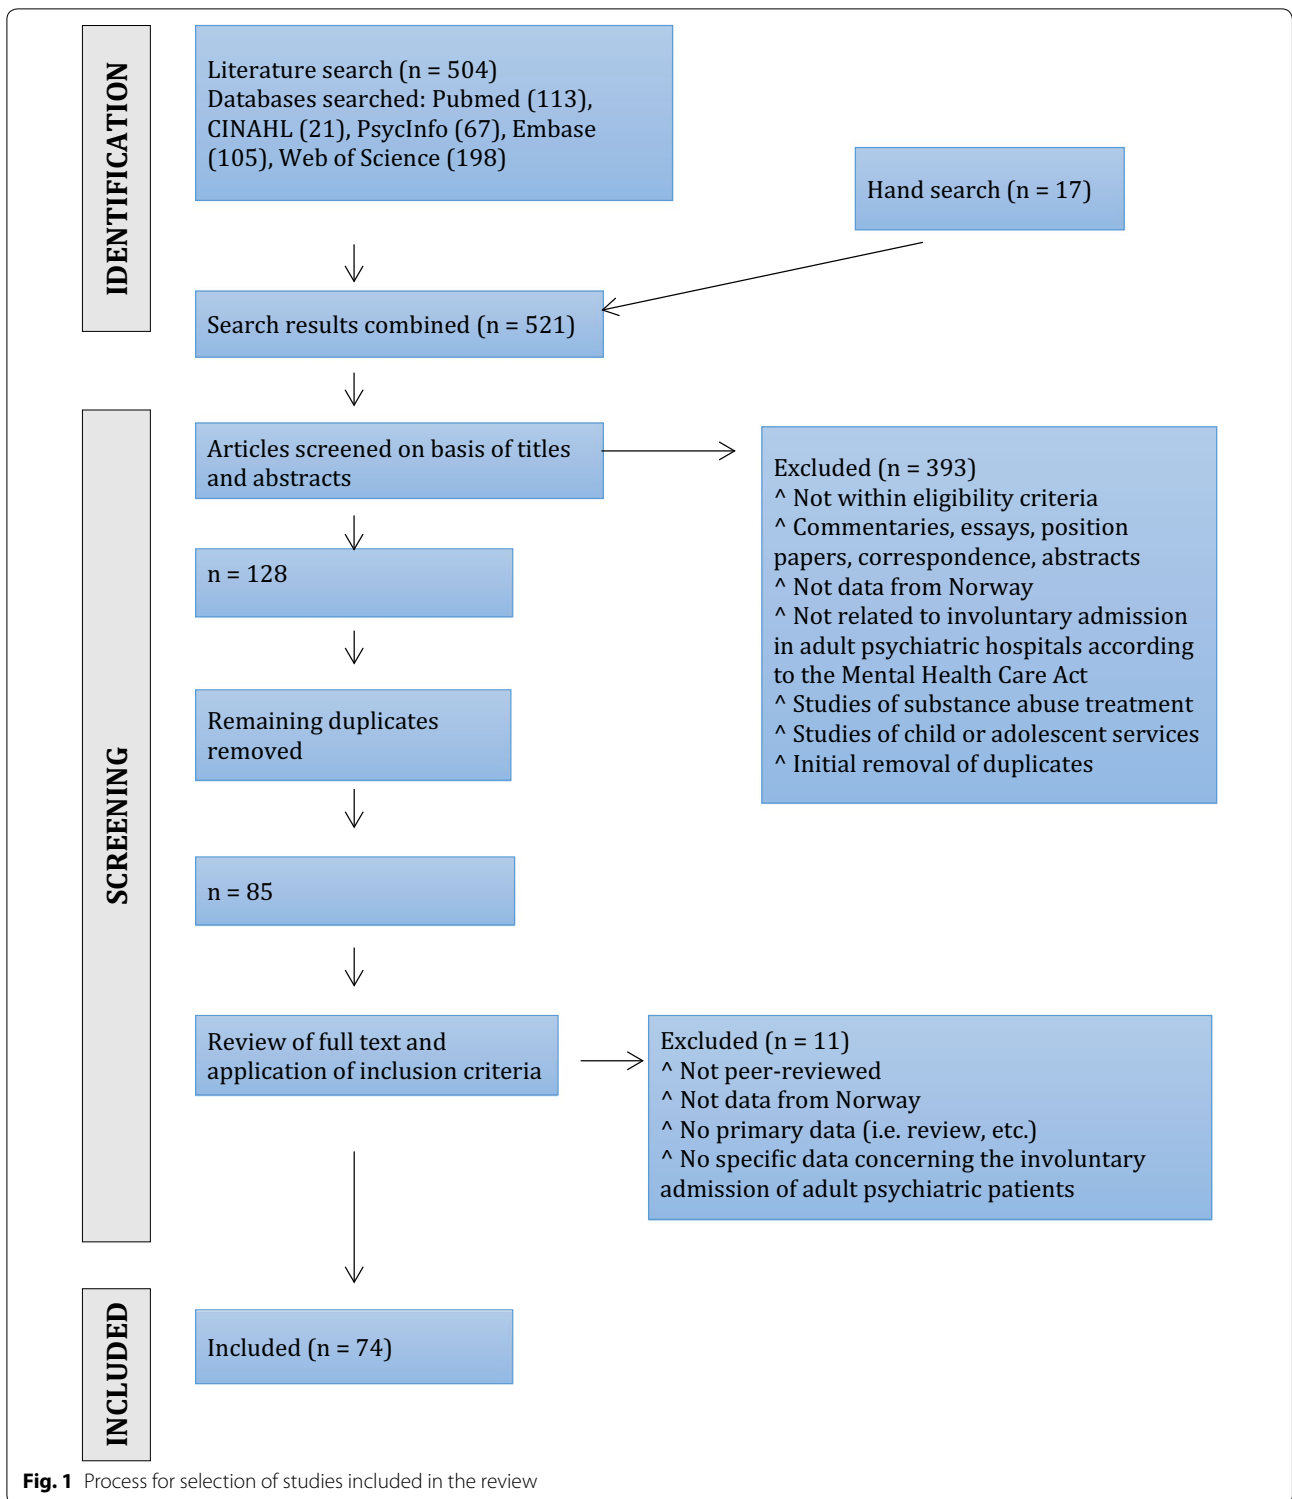 IDENTIFICATION
Literature search (n = 504)
Databases searched: Pubmed (113),
CINAHL (21), PsycInfo (67), Embase
(105), Web of Science (198)
Hand search (n = 17)
Search results combined (n = 521)
SCREENING
Articles screened on basis of titles
and abstracts
Excluded (n = 393)
^ Not within eligibility criteria
^ Commentaries, essays, position
papers, correspondence, abstracts
^ Not data from Norway
^ Not related to involuntary admission
in adult psychiatric hospitals according
to the Mental Health Care Act
^ Studies of substance abuse treatment
^ Studies of child or adolescent services
^ Initial removal of duplicates
n = 128
Remaining duplicates
removed
n = 85
Review of full text and
application of inclusion criteria
Excluded (n = 11)
^ Not peer-reviewed
^ Not data from Norway
^ No primary data (i.e. review, etc.)
^ No specific data concerning the involuntary
admission of adult psychiatric patients
INCLUDED
Included (n = 74)
Fig. 1 Process for selection of studies included in the review